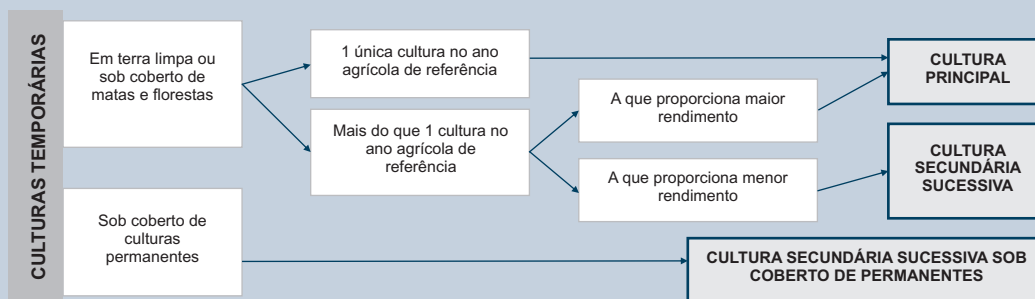 CULTURAS TEMPORÁRIAS
Em terra limpa ou
sob coberto de
matas e florestas
1 única cultura no ano
agrícola de referência
Mais do que 1 cultura no
ano agrícola de
referência
A que proporciona maior
rendimento
A que proporciona menor
rendimento
CULTURA
PRINCIPAL
CULTURA
SECUNDÁRIA
SUCESSIVA
Sob coberto de
culturas
permanentes
CULTURA SECUNDÁRIA SUCESSIVA SOB
COBERTO DE PERMANENTES